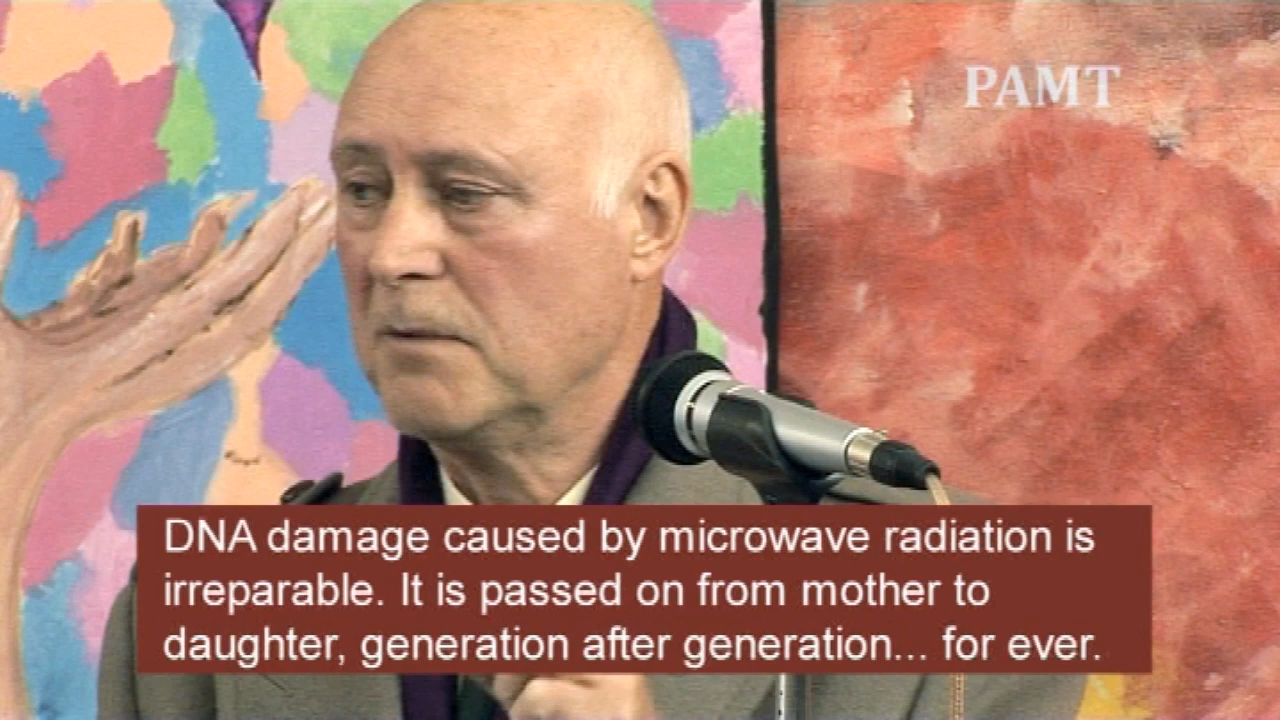 PAMT
DNA damage caused by microwave radiation is
irreparable. It is passed on from mother to
daughter, generation after generation... for ever.